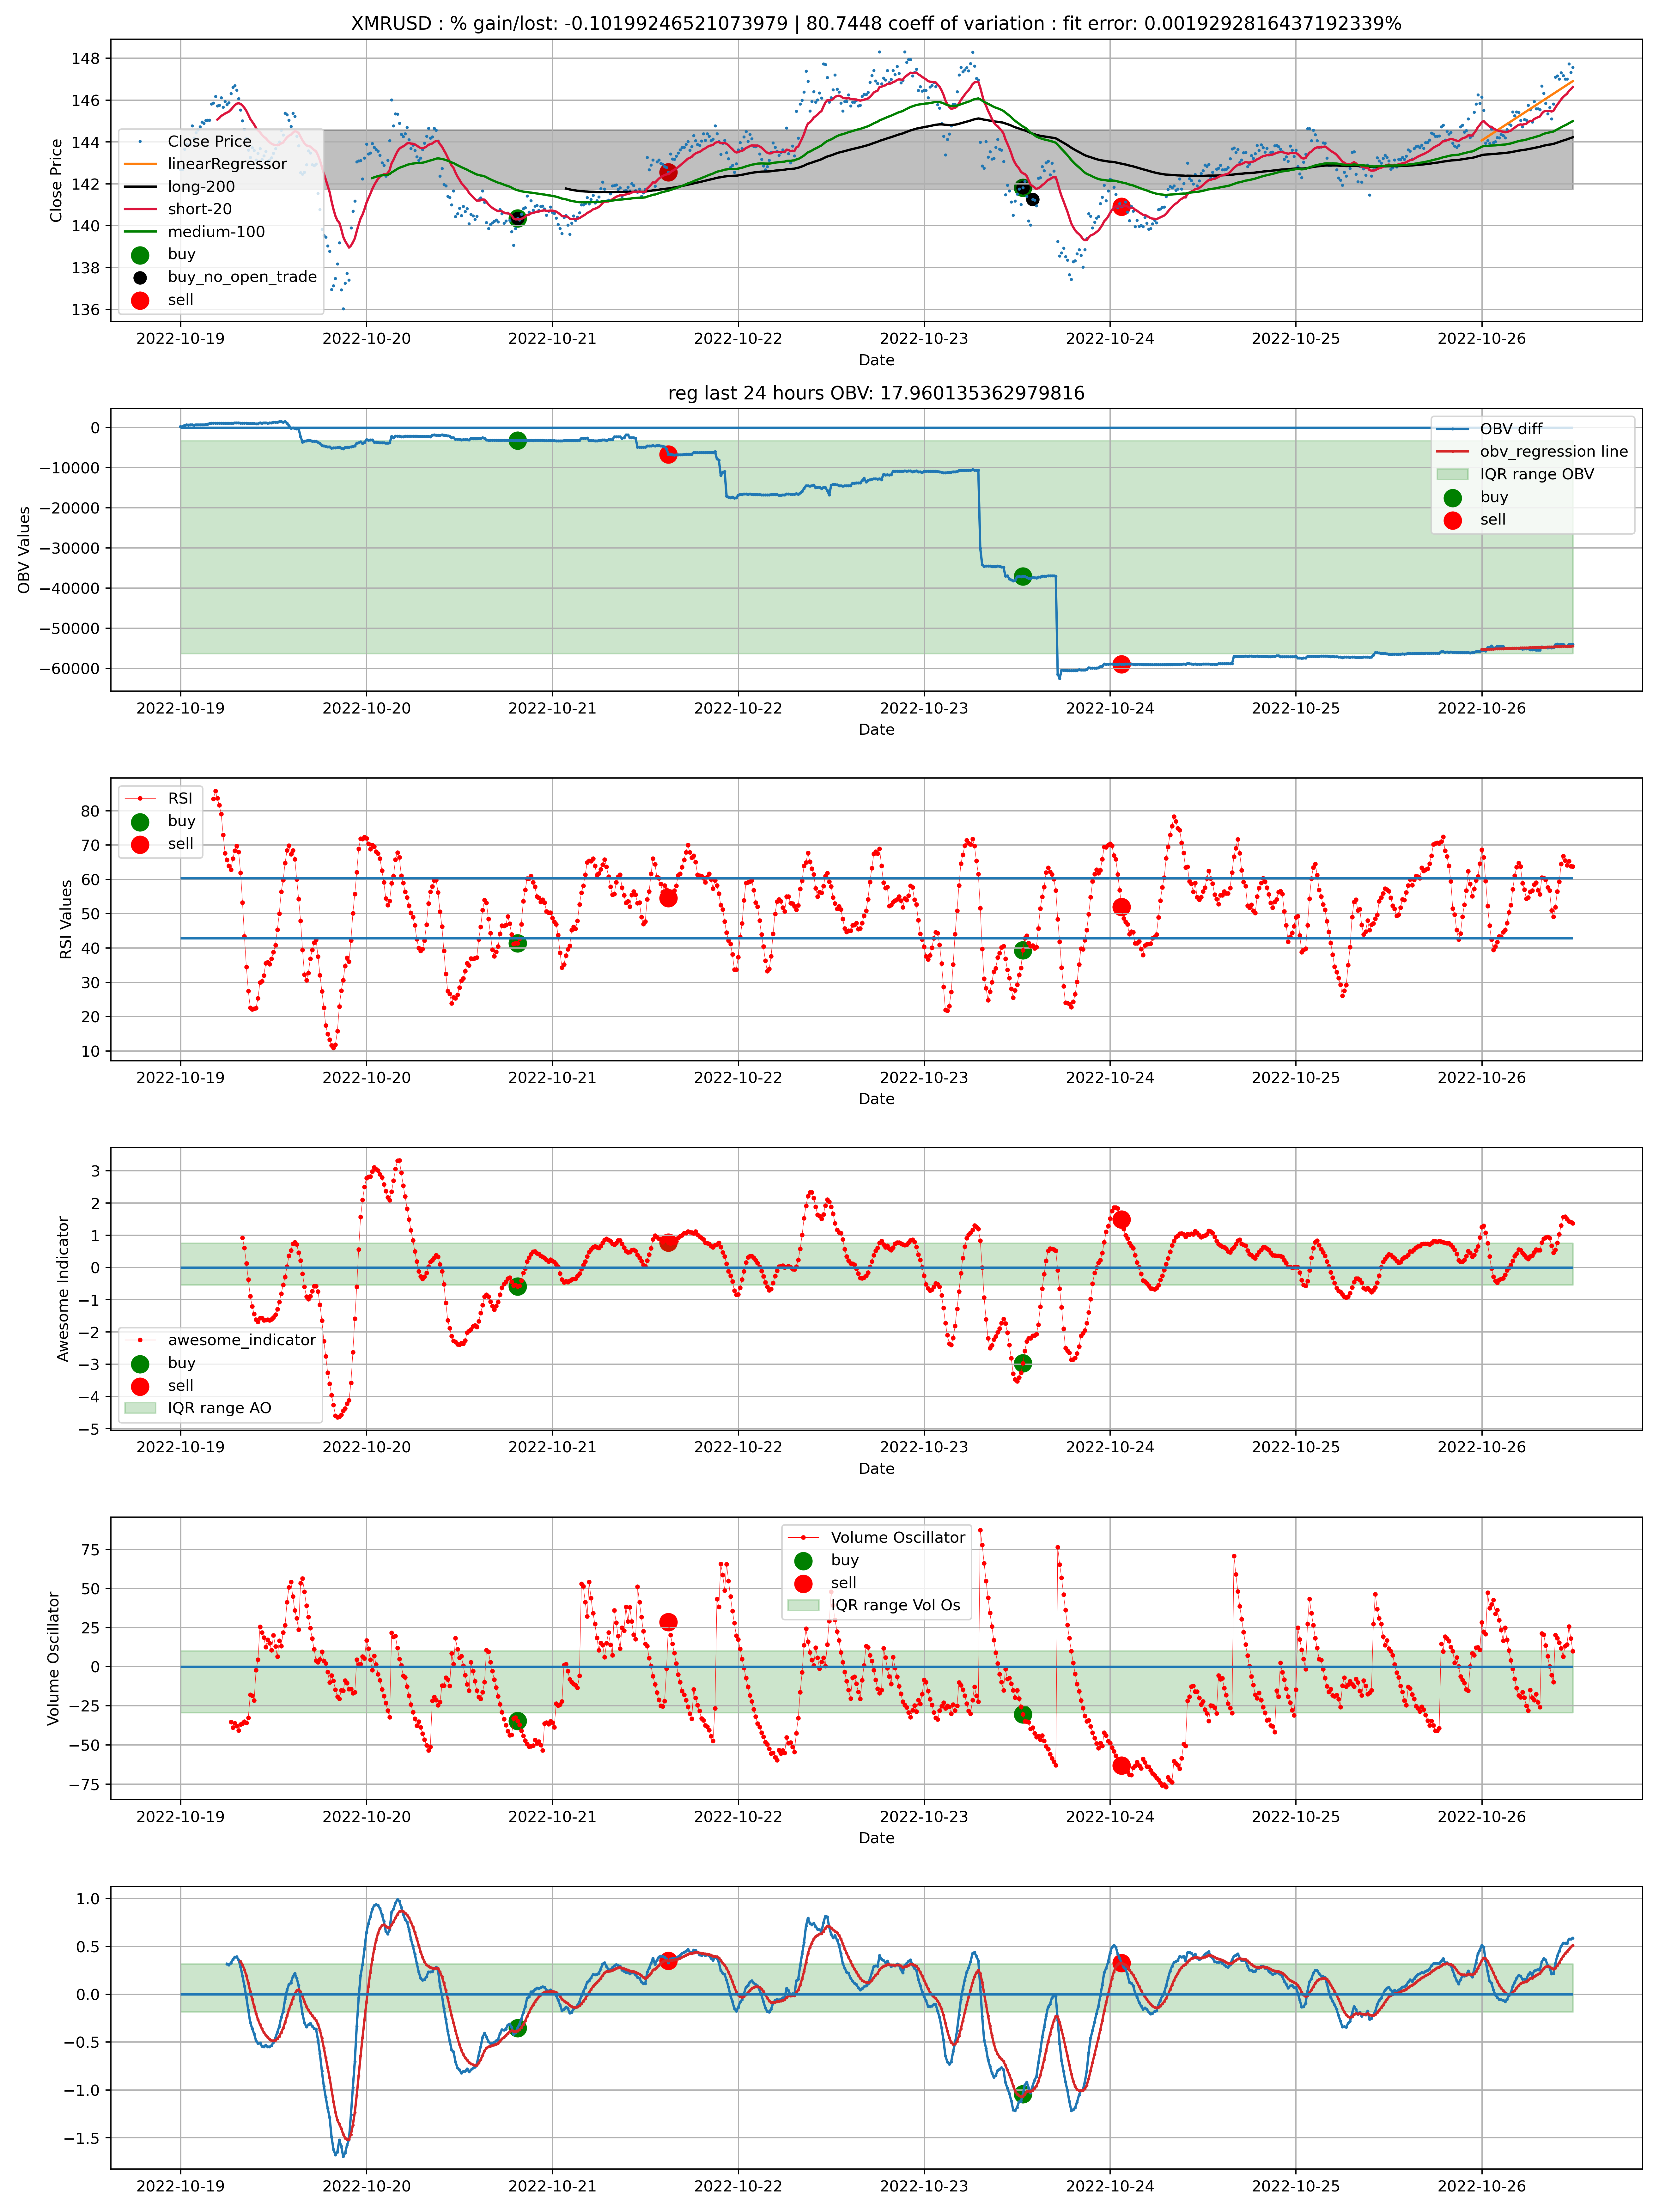 XMRUSD : % gain/lost: -0.10199246521073979 | 80.7448 coeff of variation : fit error: 0.0019292816437192339%
148
146
144
142
140
138
136
Close Price
Close Price
linearRegressor
long-200
short-20
medium-100
buy
buy_no_open_trade
sell
2022-10-19 2022-10-20 2022-10-21 2022-10-22 2022-10-23 2022-10-24 2022-10-25 2022-10-26
Date
reg last 24 hours OBV: 17.960135362979816
0
−10000
−20000
−30000
−40000
−50000
−60000
OBV Values
OBV diff
obv_regression line
IQR range OBV
buy
sell
2022-10-19 2022-10-20 2022-10-21 2022-10-22 2022-10-23 2022-10-24 2022-10-25 2022-10-26
Date
80
70
60
50
40
30
20
10
RSI Values
RSI
buy
sell
2022-10-19 2022-10-20 2022-10-21 2022-10-22 2022-10-23 2022-10-24 2022-10-25 2022-10-26
Date
3
2
1
0
−1
−2
−3
−4
−5
Awesome Indicator
awesome_indicator
buy
sell
IQR range AO
2022-10-19 2022-10-20 2022-10-21 2022-10-22 2022-10-23 2022-10-24 2022-10-25 2022-10-26
Date
75
50
25
0
−25
−50
−75
Volume Oscillator
Volume Oscillator
buy
sell
IQR range Vol Os
2022-10-19 2022-10-20 2022-10-21 2022-10-22 2022-10-23 2022-10-24 2022-10-25 2022-10-26
Date
1.0
0.5
0.0
−0.5
−1.0
−1.5
2022-10-19 2022-10-20 2022-10-21 2022-10-22 2022-10-23 2022-10-24 2022-10-25 2022-10-26